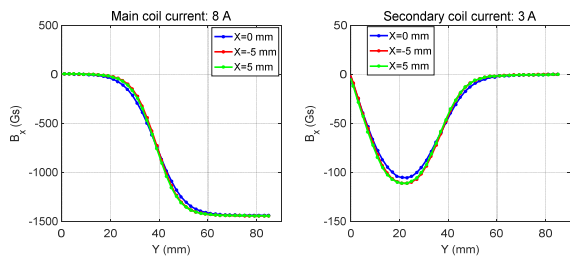 Main coil current: 8 A
500
0
-500
-1000
-1500
0
20
40
60
80
Y (mm)
B_X (Gs)
X=0 mm
X=-5 mm
X=5 mm
Secondary coil current: 3 A
50
0
-50
-100
-150
0
20
40
60
80
Y (mm)
B_X (Gs)
X=0 mm
X=-5 mm
X=5 mm